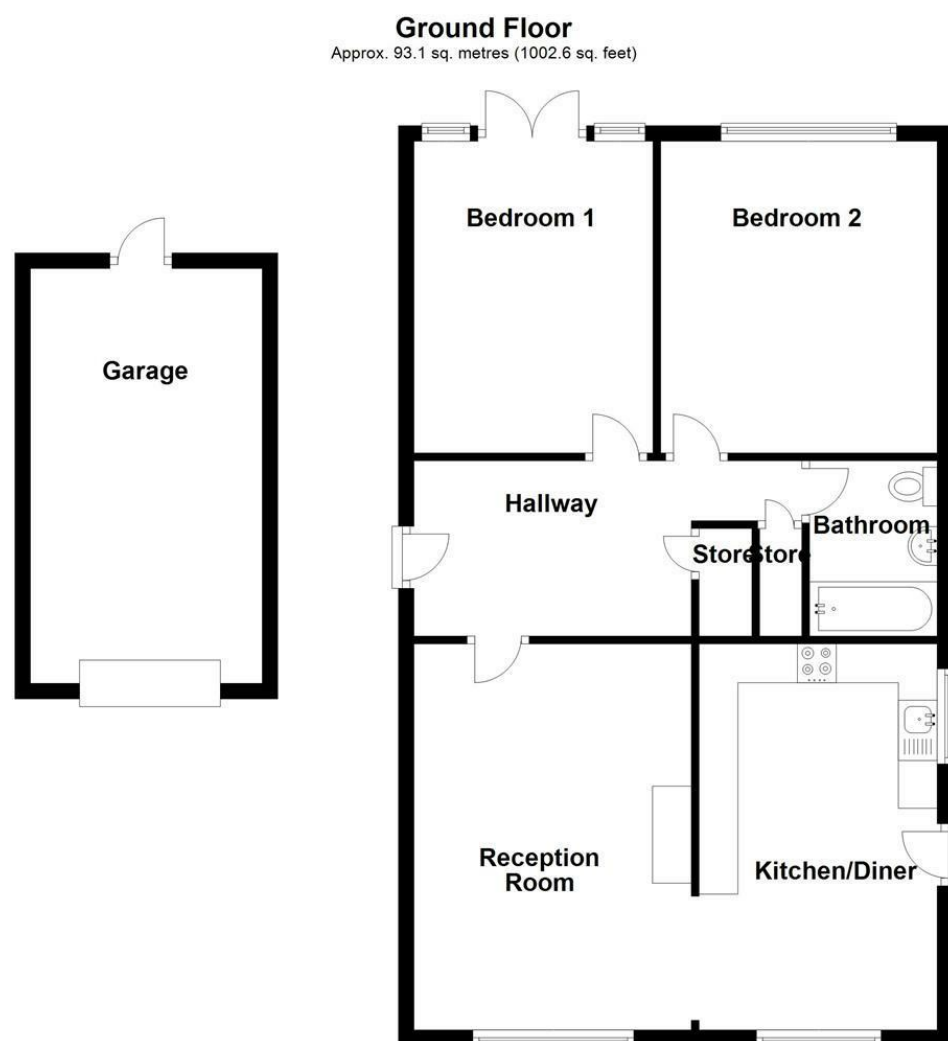 Ground Floor
Approx. 93.1 sq. metres (1002.6 sq. feet)
Bedroom 1
Bedroom 2
Garage
Hallway
Bathroom
Store
Store
Reception
Room
Kitchen/Diner